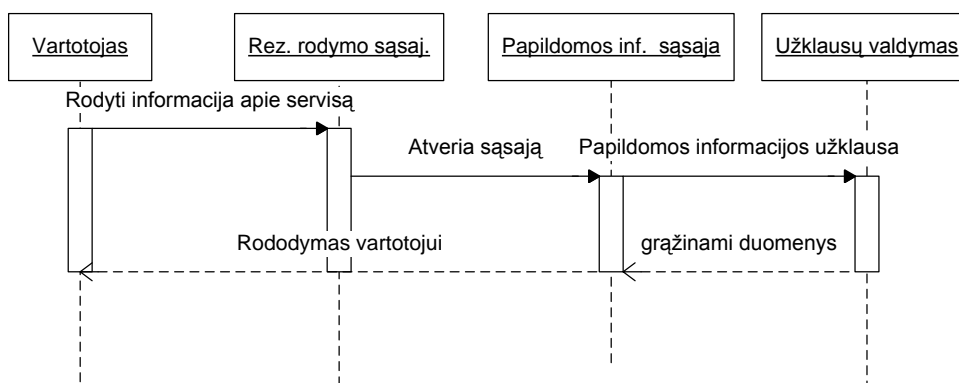 Vartotojas
Rez. rodymo sąsaj.
Papildomos inf. sąsaja
Užklausų valdymas
Rodyti informacija apie servisą
Atveria sąsają
Papildomos informacijos užklausa
Rododymas vartotojui
grąžinami duomenys